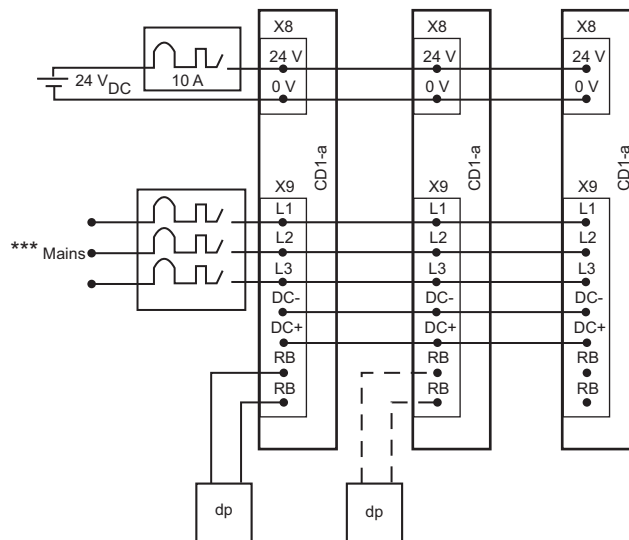 X8 X8 X8
24 V 24 V 24 V
24 V DC 10 A 0 V 0 V 0 V
CD1-a CD1-a CD1-a
X9 X9 X9
L1 L1 L1
*** Mains L2 L2 L2
L3 L3 L3
DC- DC- DC-
DC+ DC+ DC+
RB RB RB
RB RB RB
dp dp